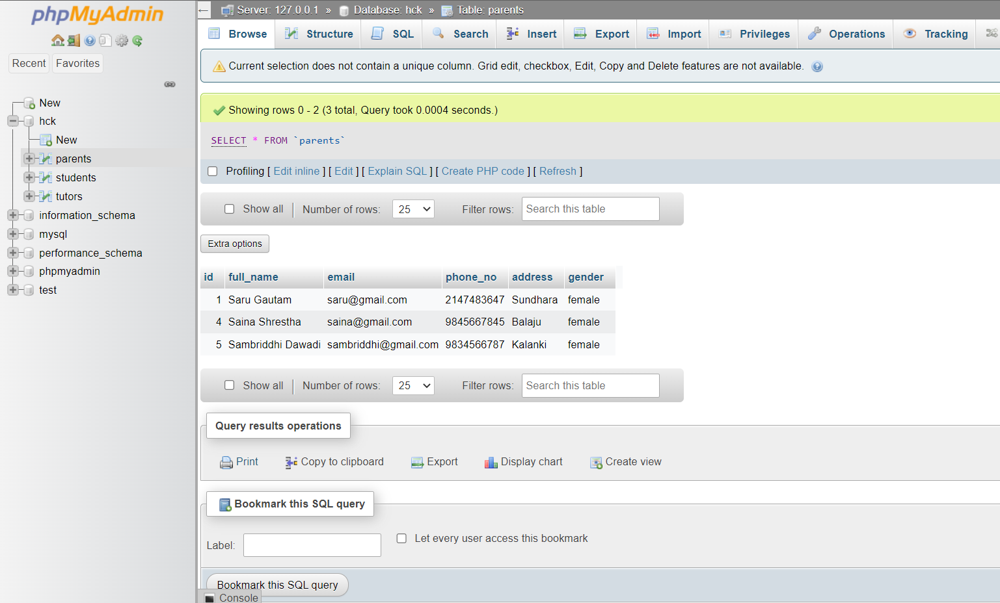 phpMyAdmin
Recent Favorites
New
hck
New
parents
students
tutors
information_schema
mysql
performance_schema
phpmyadmin
test
Server: 127.0.0.1 » Database: hck » Table: parents
Browse Structure SQL Search Insert Export Import Privileges Operations Tracking
Current selection does not contain a unique column. Grid edit, checkbox, Edit, Copy and Delete features are not available.
Showing rows 0 - 2 (3 total, Query took 0.0004 seconds.)
SELECT * FROM `parents`
Profiling [ Edit inline ] [ Edit ] [ Explain SQL ] [ Create PHP code ] [ Refresh ]
Show all | Number of rows: 25 Filter rows: Search this table
Extra options
id full_name email phone_no address gender
1 Saru Gautam saru@gmail.com 2147483647 Sundhara female
4 Saina Shrestha saina@gmail.com 9845667845 Balaju female
5 Sambriddhi Dawadi sambriddhi@gmail.com 9834566787 Kalanki female
Show all | Number of rows: 25 Filter rows: Search this table
Query results operations
Print Copy to clipboard Export Display chart Create view
Bookmark this SQL query
Label: Let every user access this bookmark
Bookmark this SQL query
Console